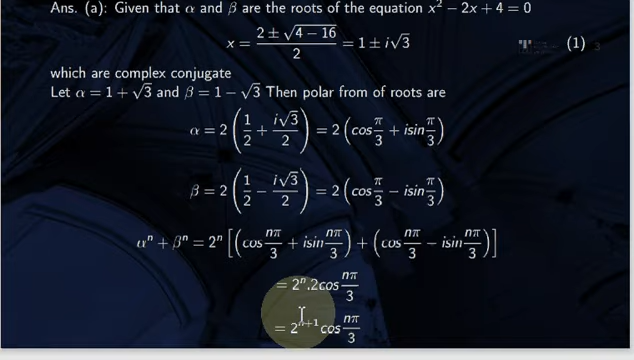 Ans. (a): Given that α and β are the roots of the equation x² − 2x + 4 = 0
x = (2 ± √(4 − 16))/2 = 1 ± i√3 (1) 3
which are complex conjugate
Let α = 1 + √3 and β = 1 − √3 Then polar from of roots are
α = 2 (1/2 + i√3/2) = 2 (cos π/3 + isin π/3)
β = 2 (1/2 − i√3/2) = 2 (cos π/3 − isin π/3)
αⁿ + βⁿ = 2ⁿ [(cos nπ/3 + isin nπ/3) + (cos nπ/3 − isin nπ/3)]
= 2ⁿ.2cos nπ/3
= 2ⁿ⁺¹cos nπ/3